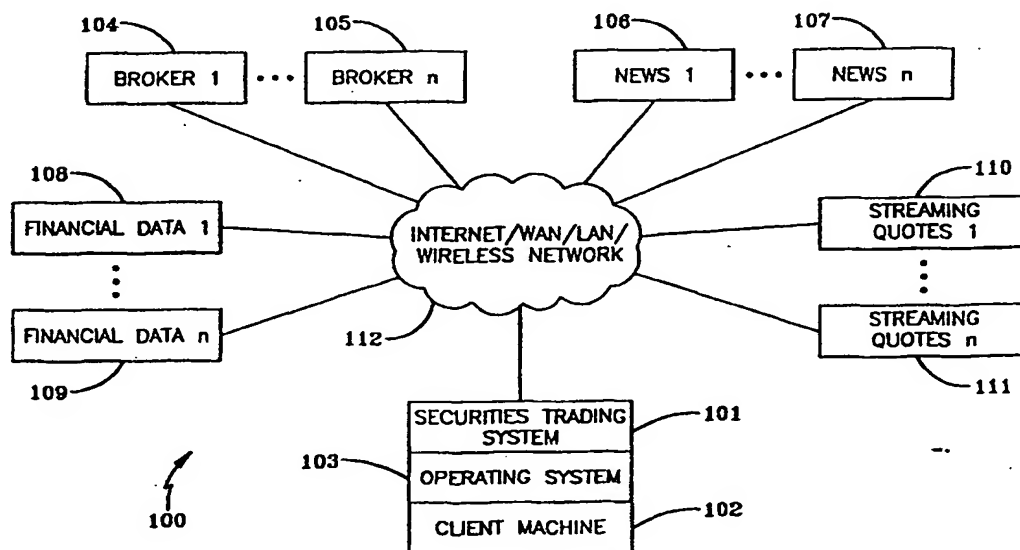 104
105
106
107
BROKER 1 ••• BROKER n
NEWS 1 ••• NEWS n
108
110
FINANCIAL DATA 1
INTERNET/WAN/LAN/
WIRELESS NETWORK
STREAMING
QUOTES 1
FINANCIAL DATA n
STREAMING
QUOTES n
109
112
111
SECURITIES TRADING
SYSTEM
101
103
OPERATING SYSTEM
CLIENT MACHINE
102
100